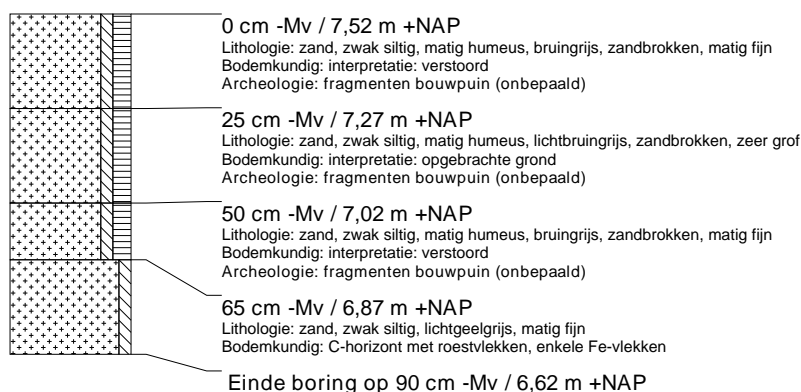 0 cm -Mv / 7,52 m +NAP
Lithologie: zand, zwak siltig, matig humeus, bruingrijs, zandbrokken, matig fijn
Bodemkundig: interpretatie: verstoord
Archeologie: fragmenten bouwpuin (onbepaald)
25 cm -Mv / 7,27 m +NAP
Lithologie: zand, zwak siltig, matig humeus, lichtbruingrijs, zandbrokken, zeer grof
Bodemkundig: interpretatie: opgebrachte grond
Archeologie: fragmenten bouwpuin (onbepaald)
50 cm -Mv / 7,02 m +NAP
Lithologie: zand, zwak siltig, matig humeus, bruingrijs, zandbrokken, matig fijn
Bodemkundig: interpretatie: verstoord
Archeologie: fragmenten bouwpuin (onbepaald)
65 cm -Mv / 6,87 m +NAP
Lithologie: zand, zwak siltig, lichtgeelgrijs, matig fijn
Bodemkundig: C-horizont met roestvlekken, enkele Fe-vlekken
Einde boring op 90 cm -Mv / 6,62 m +NAP